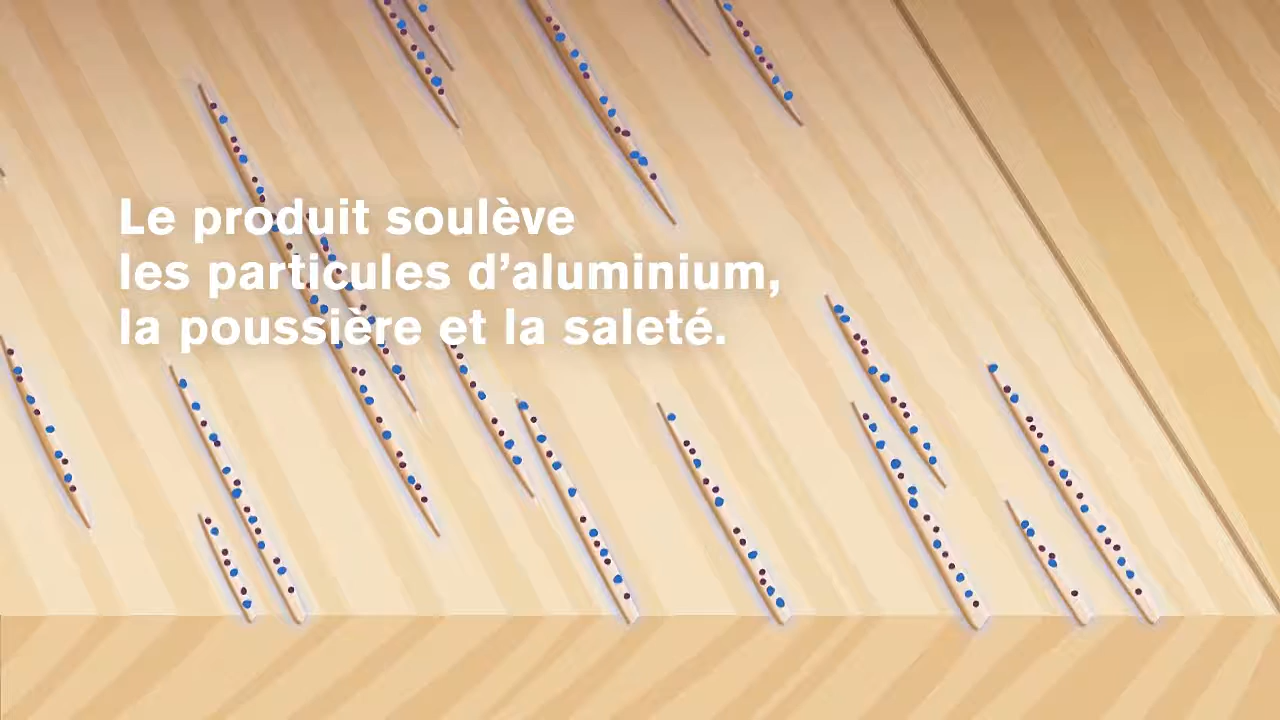 Le produit soulève
les particules d’aluminium,
la poussière et la saleté.